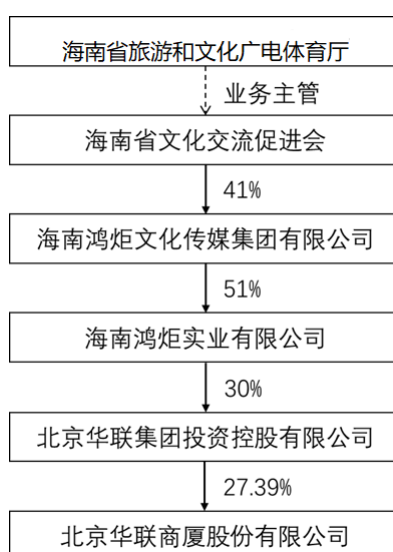 海南省旅游和文化广电体育厅
业务主管
海南省文化交流促进会
41%
海南鸿炬文化传媒集团有限公司
51%
海南鸿炬实业有限公司
30%
北京华联集团投资控股有限公司
27.39%
北京华联商厦股份有限公司